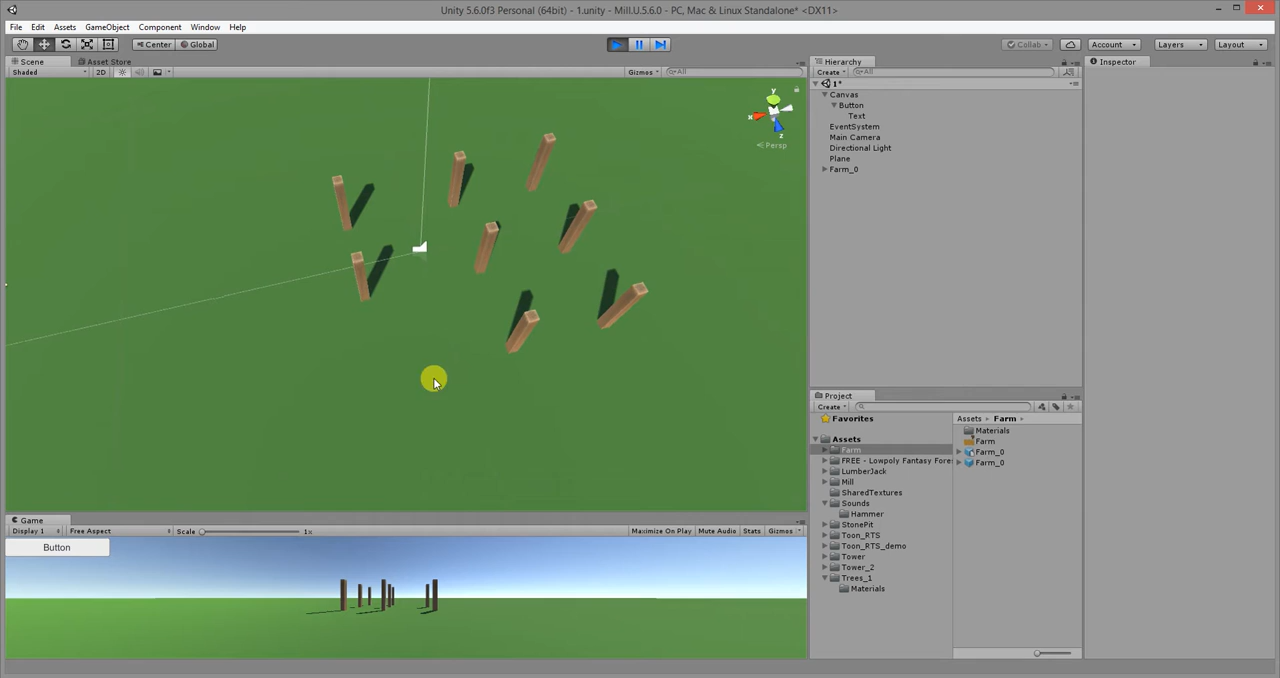 Unity 5.6.0f3 Personal (64bit) - 1.unity - Mill.U.5.6.0 - PC, Mac & Linux Standalone* <DX11>
File Edit Assets GameObject Component Window Help
Center Global Collab Account Layers Layout
Scene Asset Store
Shaded 2D Gizmos All
y
x
z
Persp
Hierarchy
Create All
1*
Canvas
Button
Text
EventSystem
Main Camera
Directional Light
Plane
Farm_0
Inspector
Project
Create
Favorites
Assets
Farm
FREE - Lowpoly Fantasy Fores
LumberJack
Mill
SharedTextures
Sounds
Hammer
StonePit
Toon_RTS
Toon_RTS_demo
Tower
Tower_2
Trees_1
Materials
Assets Farm
Materials
Farm
Farm_0
Farm_0
Game
Display 1 Free Aspect Scale 1x Maximize On Play Mute Audio Stats Gizmos
Button